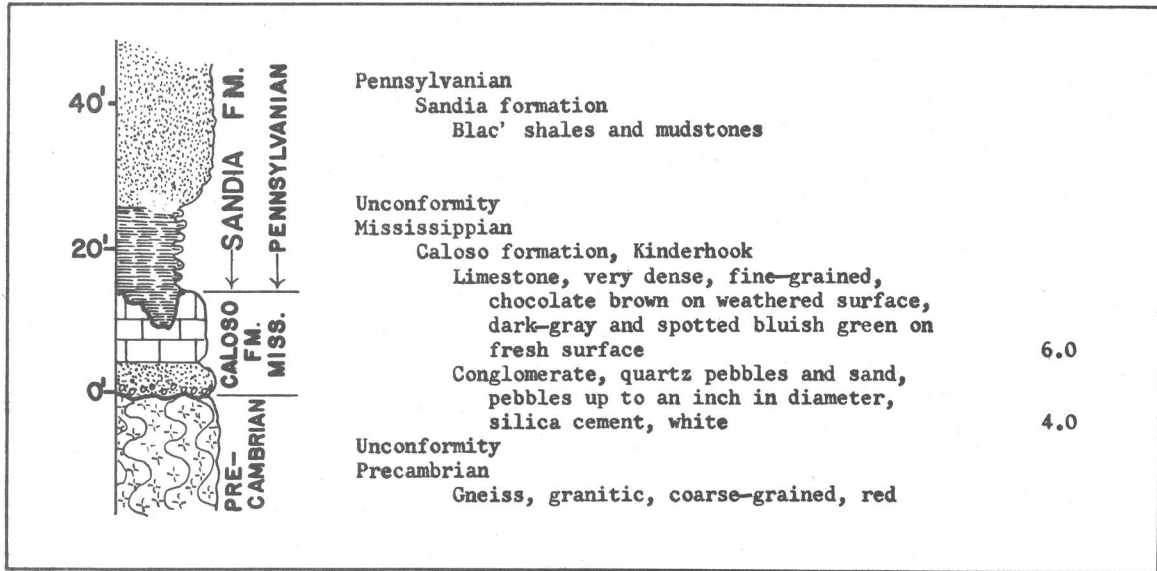 40'
20'
0'
SANDIA FM.
PENNSYLVANIAN
CALOSO
FM.
MISS.
PRE-
CAMBRIAN
Pennsylvanian
Sandia formation
Blac' shales and mudstones
Unconformity
Mississippian
Caloso formation, Kinderhook
Limestone, very dense, fine-grained,
chocolate brown on weathered surface,
dark-gray and spotted bluish green on
fresh surface 6.0
Conglomerate, quartz pebbles and sand,
pebbles up to an inch in diameter,
silica cement, white 4.0
Unconformity
Precambrian
Gneiss, granitic, coarse-grained, red